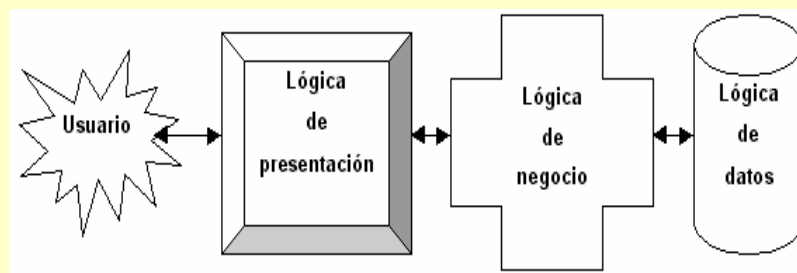 Usuario
Lógica
de
presentación
Lógica
de
negocio
Lógica
de
datos